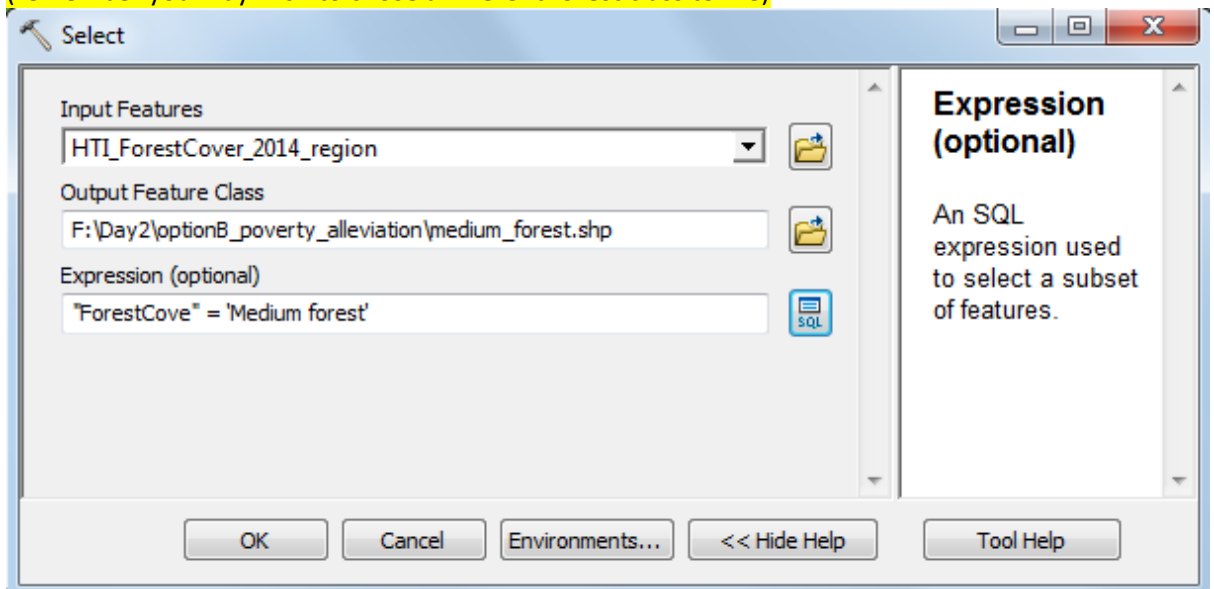 Select
Input Features
HTI_ForestCover_2014_region
Output Feature Class
F:\Day2\optionB_poverty_alleviation\medium_forest.shp
Expression (optional)
"ForestCove" = 'Medium forest'
SQL
OK
Cancel
Environments...
<< Hide Help
Expression
(optional)
An SQL
expression used
to select a subset
of features.
Tool Help